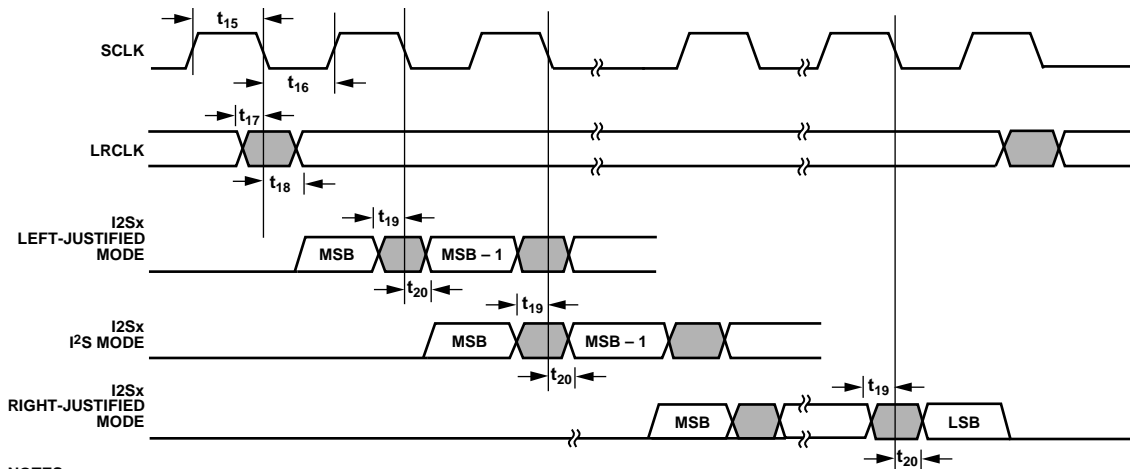 t15
SCLK
t16
t17
LRCLK
t18
I2Sx
LEFT-JUSTIFIED
MODE
t19
MSB
MSB – 1
t20
t19
I2Sx
I²S MODE
MSB
MSB – 1
t20
I2Sx
RIGHT-JUSTIFIED
MODE
t19
MSB
LSB
t20